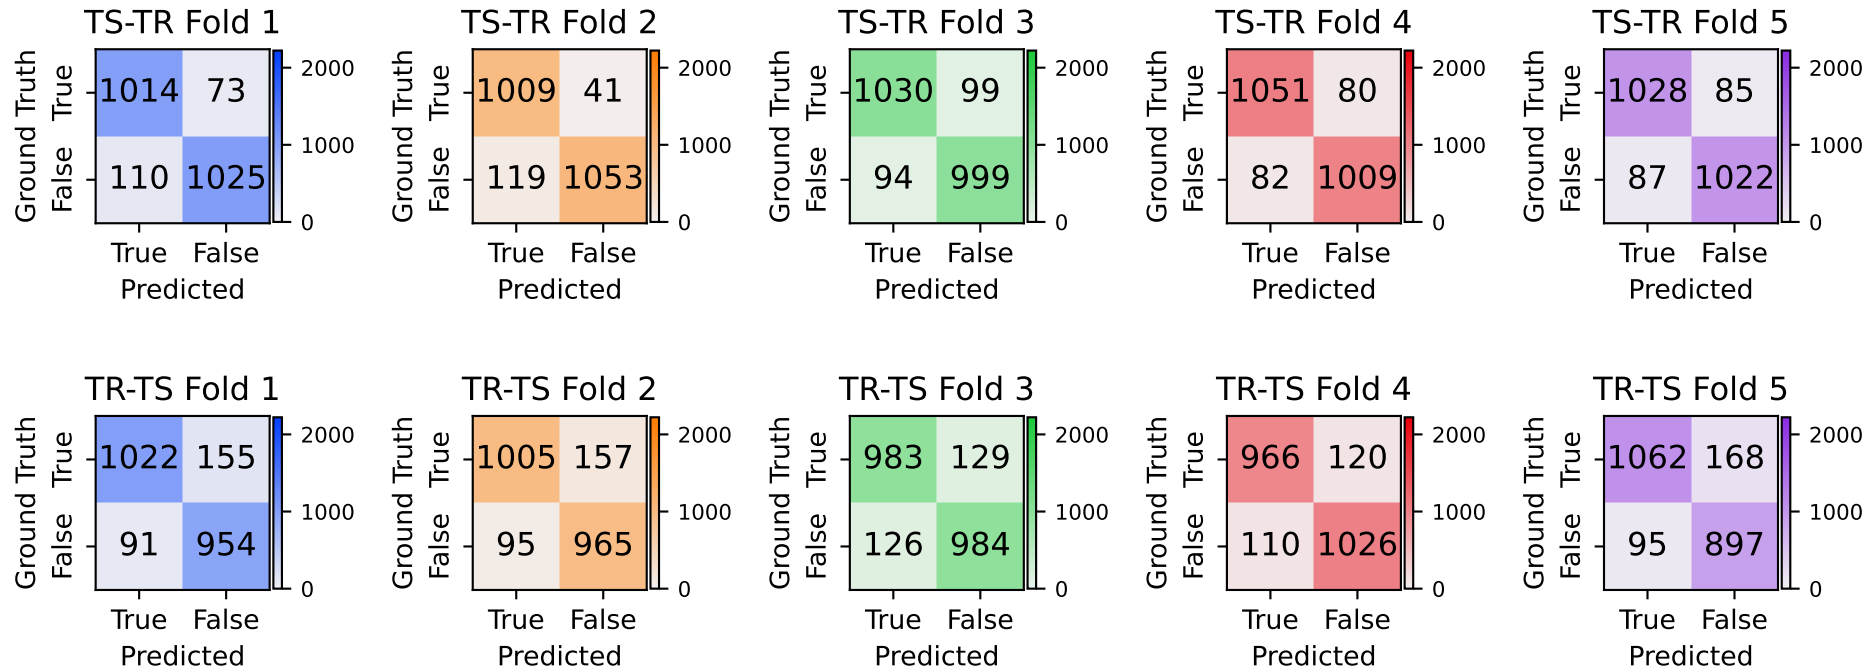 TS-TR Fold 1
Ground Truth
True
False
1014 73
110 1025
2000
1000
0
True False
Predicted
TS-TR Fold 2
Ground Truth
True
False
1009 41
119 1053
2000
1000
0
True False
Predicted
TS-TR Fold 3
Ground Truth
True
False
1030 99
94 999
2000
1000
0
True False
Predicted
TS-TR Fold 4
Ground Truth
True
False
1051 80
82 1009
2000
1000
0
True False
Predicted
TS-TR Fold 5
Ground Truth
True
False
1028 85
87 1022
2000
1000
0
True False
Predicted
TR-TS Fold 1
Ground Truth
True
False
1022 155
91 954
2000
1000
0
True False
Predicted
TR-TS Fold 2
Ground Truth
True
False
1005 157
95 965
2000
1000
0
True False
Predicted
TR-TS Fold 3
Ground Truth
True
False
983 129
126 984
2000
1000
0
True False
Predicted
TR-TS Fold 4
Ground Truth
True
False
966 120
110 1026
2000
1000
0
True False
Predicted
TR-TS Fold 5
Ground Truth
True
False
1062 168
95 897
2000
1000
0
True False
Predicted